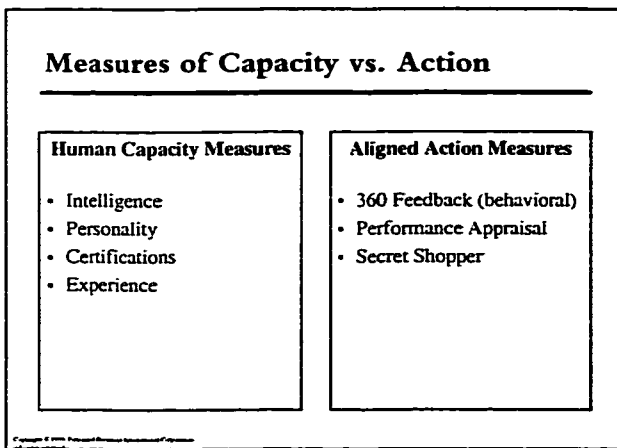 Measures of Capacity vs. Action
Human Capacity Measures
• Intelligence
• Personality
• Certifications
• Experience
Aligned Action Measures
• 360 Feedback (behavioral)
• Performance Appraisal
• Secret Shopper